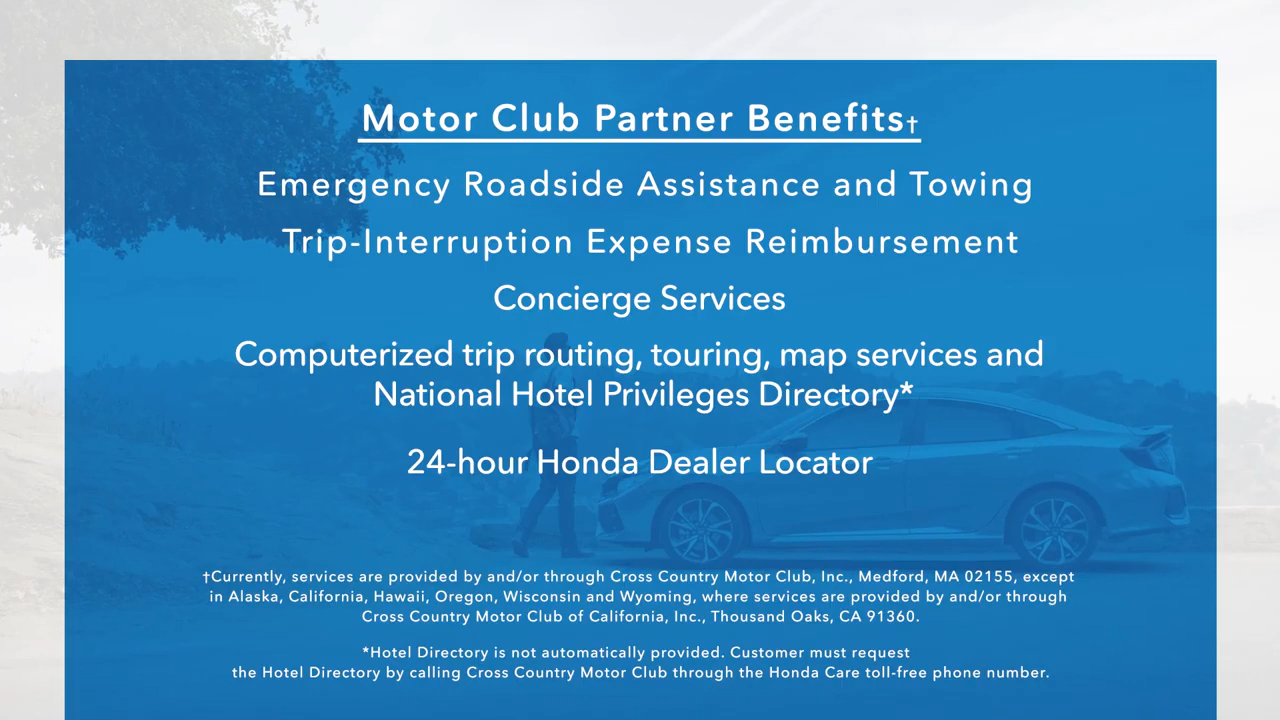 Motor Club Partner Benefits†
Emergency Roadside Assistance and Towing
Trip-Interruption Expense Reimbursement
Concierge Services
Computerized trip routing, touring, map services and
National Hotel Privileges Directory*
24-hour Honda Dealer Locator
†Currently, services are provided by and/or through Cross Country Motor Club, Inc., Medford, MA 02155, except
in Alaska, California, Hawaii, Oregon, Wisconsin and Wyoming, where services are provided by and/or through
Cross Country Motor Club of California, Inc., Thousand Oaks, CA 91360.
*Hotel Directory is not automatically provided. Customer must request
the Hotel Directory by calling Cross Country Motor Club through the Honda Care toll-free phone number.